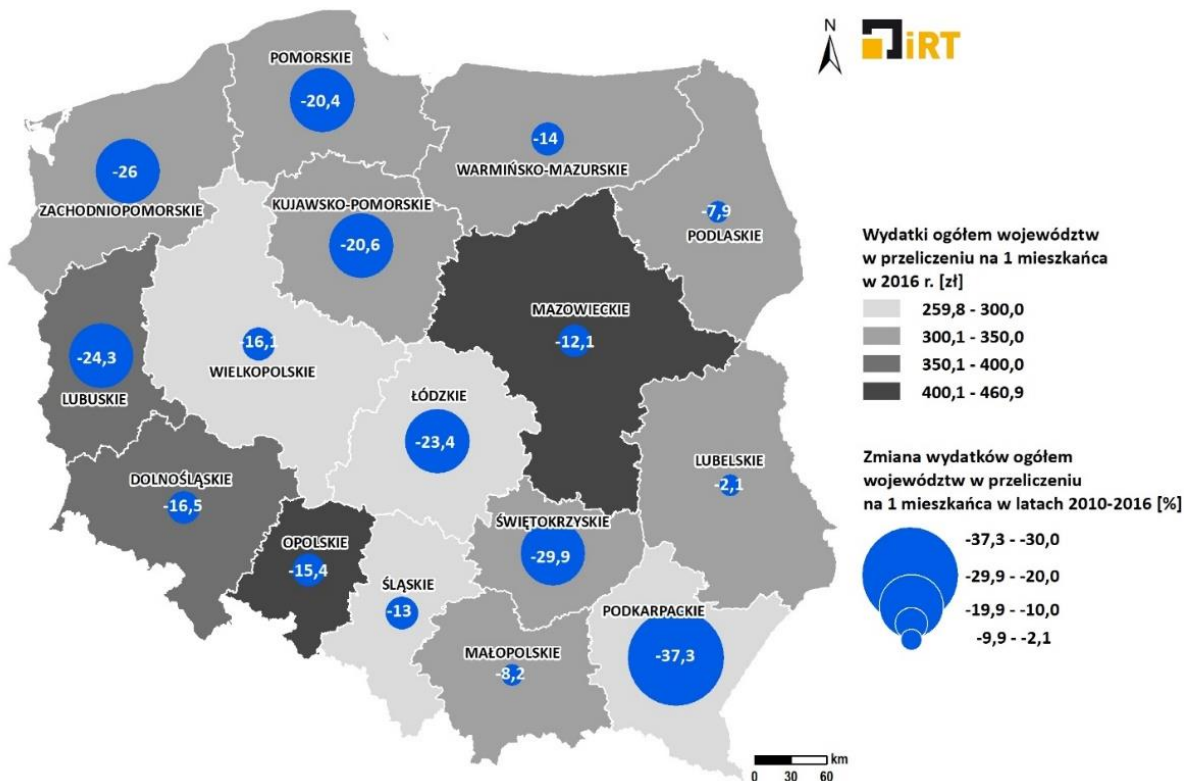 N
iRT
POMORSKIE
-20,4
-14
WARMIŃSKO-MAZURSKIE
-26
ZACHODNIOPOMORSKIE
KUJAWSKO-POMORSKIE
-20,6
-7,9
PODLASKIE
MAZOWIECKIE
-12,1
-16,1
WIELKOPOLSKIE
-24,3
LUBUSKIE
ŁÓDZKIE
-23,4
LUBELSKIE
-2,1
DOLNOŚLĄSKIE
-16,5
OPOLSKIE
-15,4
ŚWIĘTOKRZYSKIE
-29,9
ŚLĄSKIE
-13
MAŁOPOLSKIE
-8,2
PODKARPACKIE
-37,3
Wydatki ogółem województw
w przeliczeniu na 1 mieszkańca
w 2016 r. [zł]
259,8 - 300,0
300,1 - 350,0
350,1 - 400,0
400,1 - 460,9
Zmiana wydatków ogółem
województw w przeliczeniu
na 1 mieszkańca w latach 2010-2016 [%]
-37,3 - -30,0
-29,9 - -20,0
-19,9 - -10,0
-9,9 - -2,1
km
0 30 60